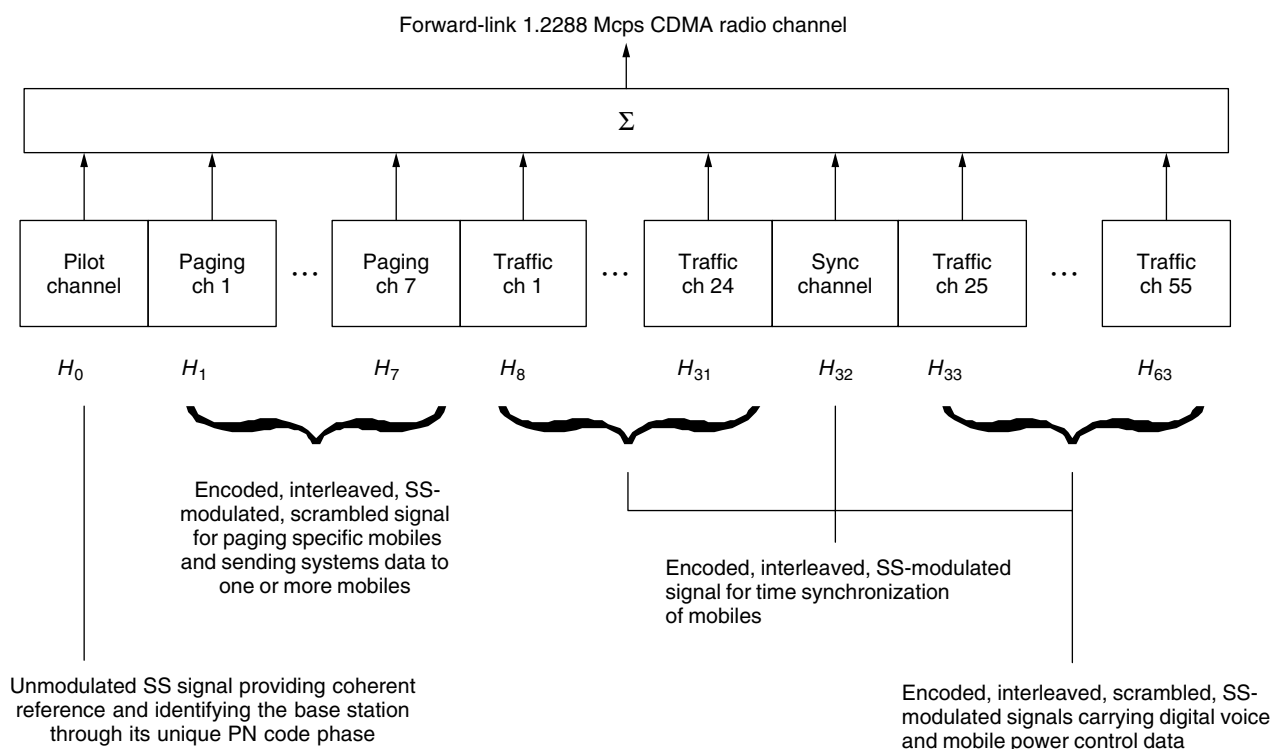 Forward-link 1.2288 Mcps CDMA radio channel
Σ
Pilot channel
Paging ch 1
...
Paging ch 7
Traffic ch 1
...
Traffic ch 24
Sync channel
Traffic ch 25
...
Traffic ch 55
H0 H1 H7 H8 H31 H32 H33 H63
Encoded, interleaved, SS-
modulated, scrambled signal
for paging specific mobiles
and sending systems data to
one or more mobiles
Encoded, interleaved, SS-modulated
signal for time synchronization
of mobiles
Unmodulated SS signal providing coherent
reference and identifying the base station
through its unique PN code phase
Encoded, interleaved, scrambled, SS-
modulated signals carrying digital voice
and mobile power control data